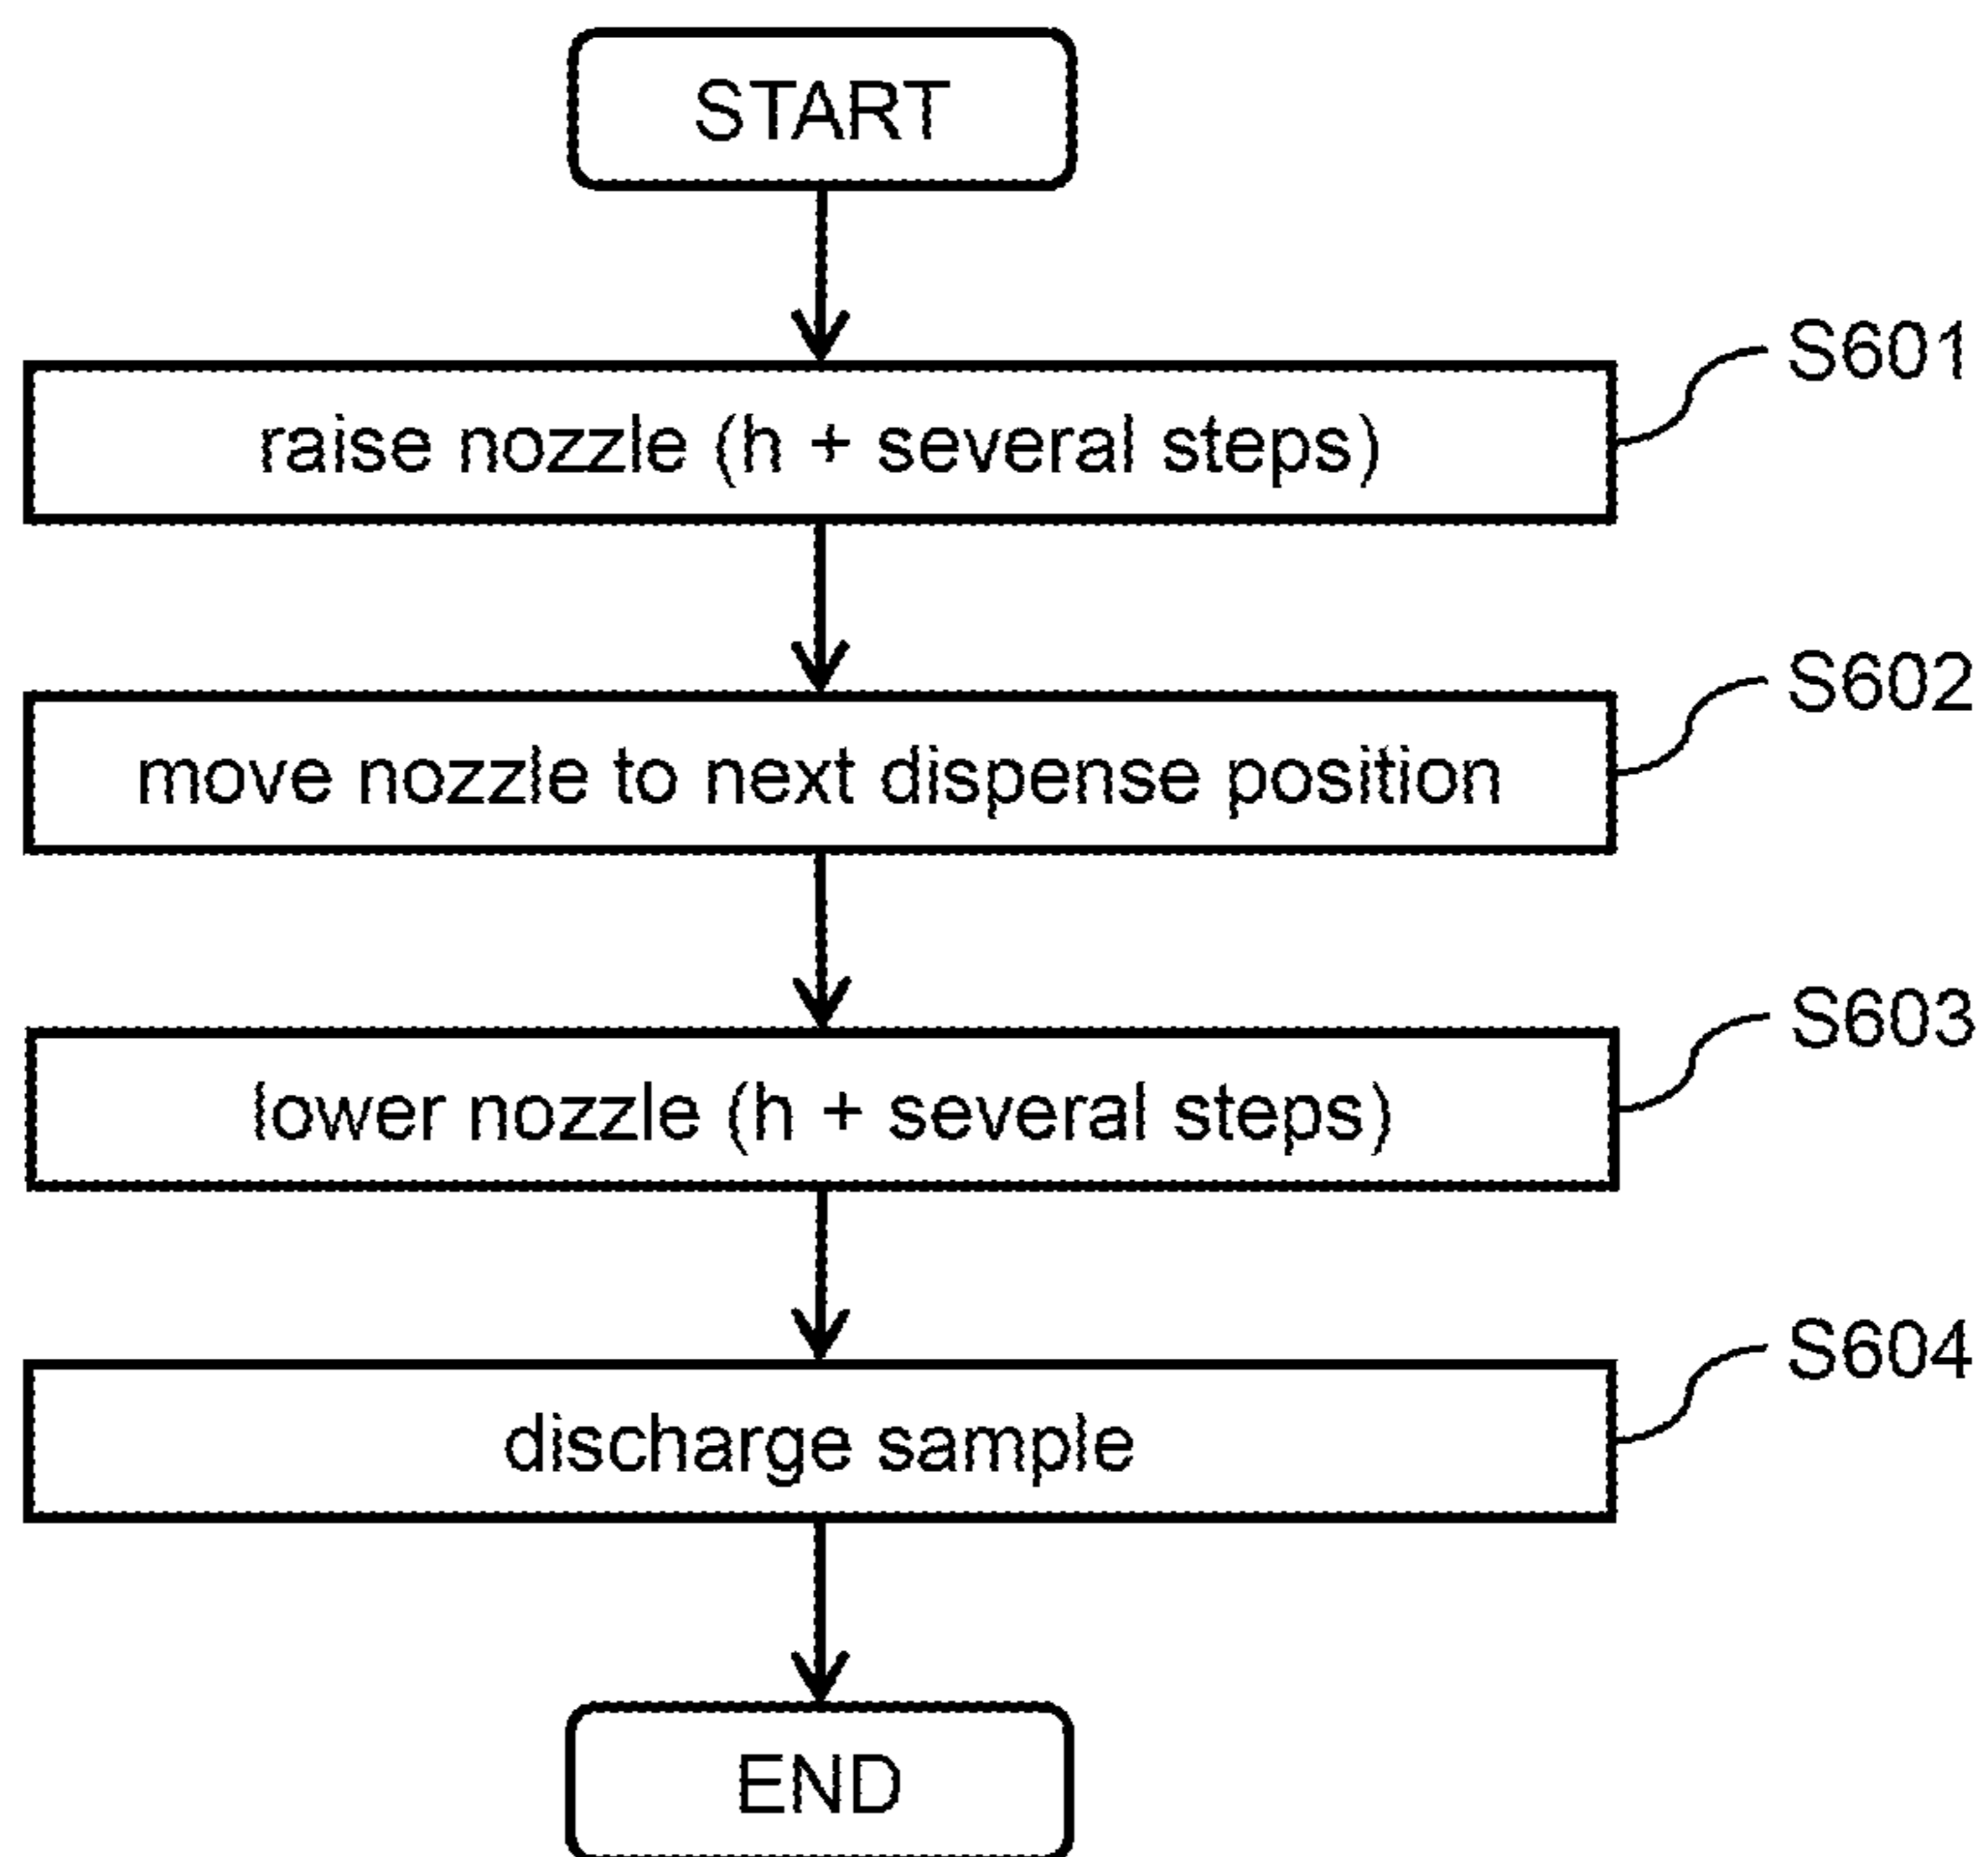 START
S601
raise nozzle (h + several steps)
S602
move nozzle to next dispense position
S603
lower nozzle (h + several steps)
S604
discharge sample
END